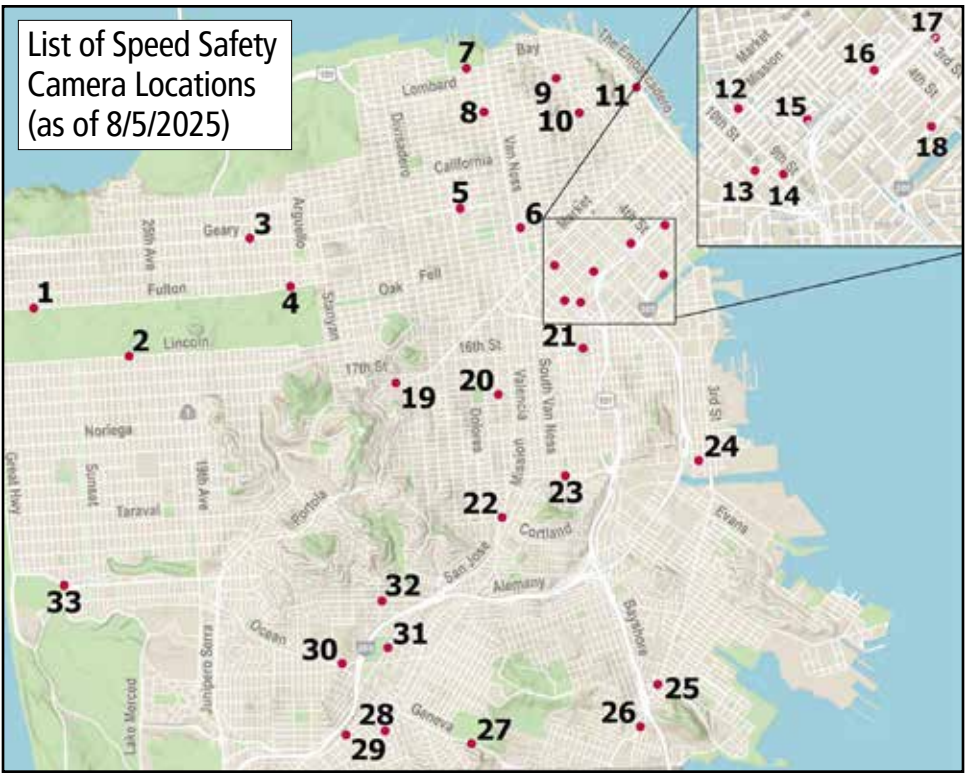 List of Speed Safety
Camera Locations
(as of 8/5/2025)
7
Bay
The Embarcadero
Lombard
9
11
8
10
Divisadero
Van Ness
California
5
6
Market
4th St
3
Geary
Arguello
25th Ave
Fell
Oak
Fulton
4
1
Stanyan
2
Lincoln
17
Market
Mission
3rd St
16
4th St
12
15
10th St
18
13
14
21
16th St
17th St
19
20
Valencia
South Van Ness
Dolores
Mission
3rd St
Noriega
Great Hwy
Sunset
19th Ave
Taraval
Portola
24
23
22
Cortland
Evans
San Jose
Alemany
32
33
Ocean
31
30
Junipero Serra
Bayshore
25
Lake Merced
28
29
Geneva
27
26